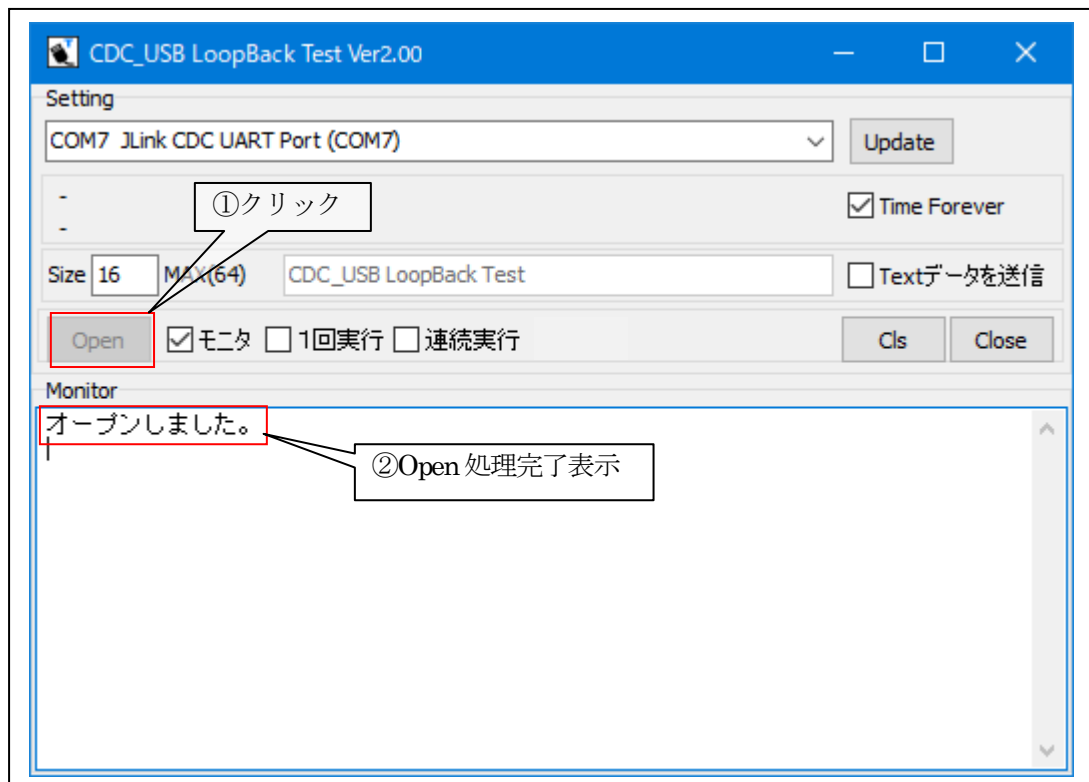 CDC_USB LoopBack Test Ver2.00
Setting
COM7 JLink CDC UART Port (COM7)
Update
-
①クリック
Time Forever
-
Size 16 MAX(64) CDC_USB LoopBack Test Textデータを送信
Open モニタ 1回実行 連続実行 Cls Close
Monitor
オープンしました。
②Open 処理完了表示